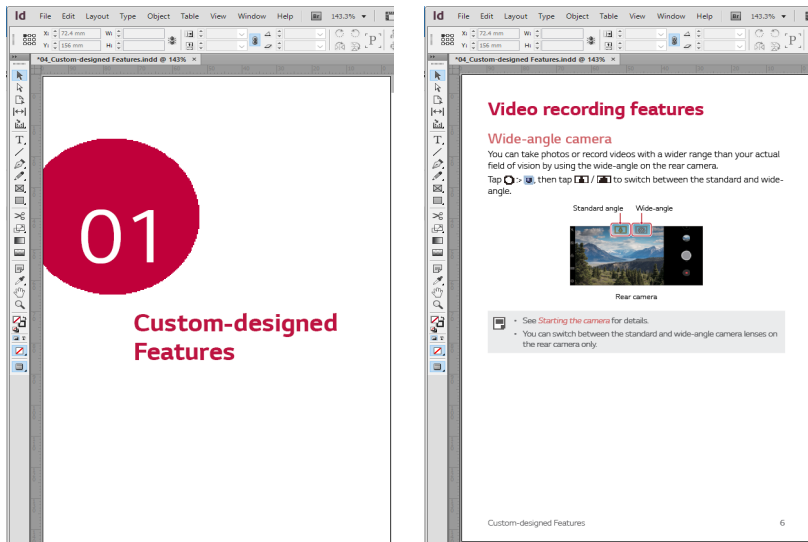 Id File Edit Layout Type Object Table View Window Help Br 143.3%
X: 72.4 mm W:
Y: 156 mm H:
P
*04_Custom-designed Features.indd @ 143% ×
01
Custom-designed
Features
Id File Edit Layout Type Object Table View Window Help Br 143.3%
X: 72.4 mm W:
Y: 156 mm H:
P
*04_Custom-designed Features.indd @ 143% ×
Video recording features
Wide-angle camera
You can take photos or record videos with a wider range than your actual
field of vision by using the wide-angle on the rear camera.
Tap > , then tap / to switch between the standard and wide-
angle.
Standard angle Wide-angle
Rear camera
• See Starting the camera for details.
• You can switch between the standard and wide-angle camera lenses on
the rear camera only.
Custom-designed Features 6